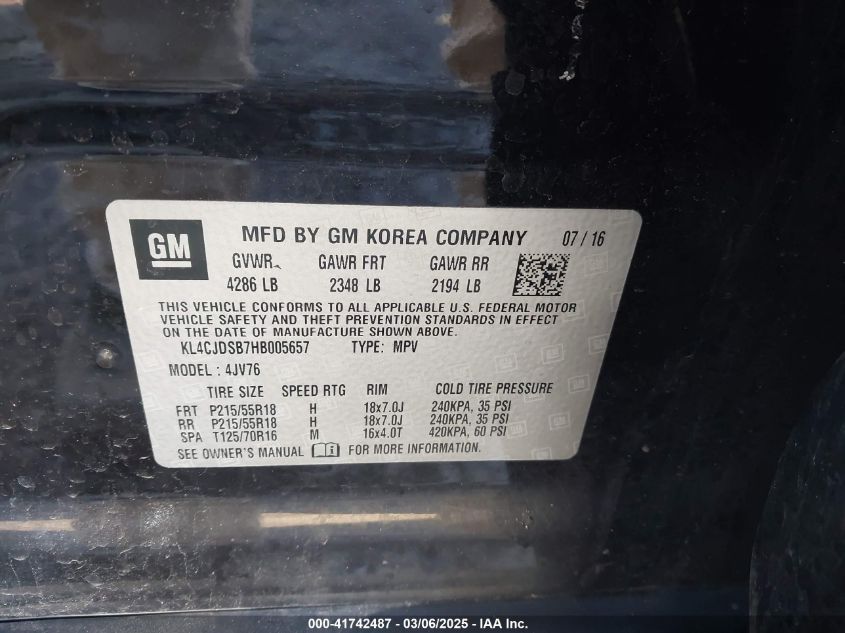 GM
MFD BY GM KOREA COMPANY 07 / 16
GVWR GAWR FRT GAWR RR
4286 LB 2348 LB 2194 LB
THIS VEHICLE CONFORMS TO ALL APPLICABLE U.S. FEDERAL MOTOR
VEHICLE SAFETY AND THEFT PREVENTION STANDARDS IN EFFECT
ON THE DATE OF MANUFACTURE SHOWN ABOVE.
KL4CJDSB7HB005657 TYPE: MPV
MODEL : 4JV76
TIRE SIZE SPEED RTG RIM COLD TIRE PRESSURE
FRT P215/55R18 H 18x7.0J 240KPA, 35 PSI
RR P215/55R18 H 18x7.0J 240KPA, 35 PSI
SPA T125/70R16 M 16x4.0T 420KPA, 60 PSI
SEE OWNER'S MANUAL FOR MORE INFORMATION.
000-41742487 - 03/06/2025 - IAA Inc.